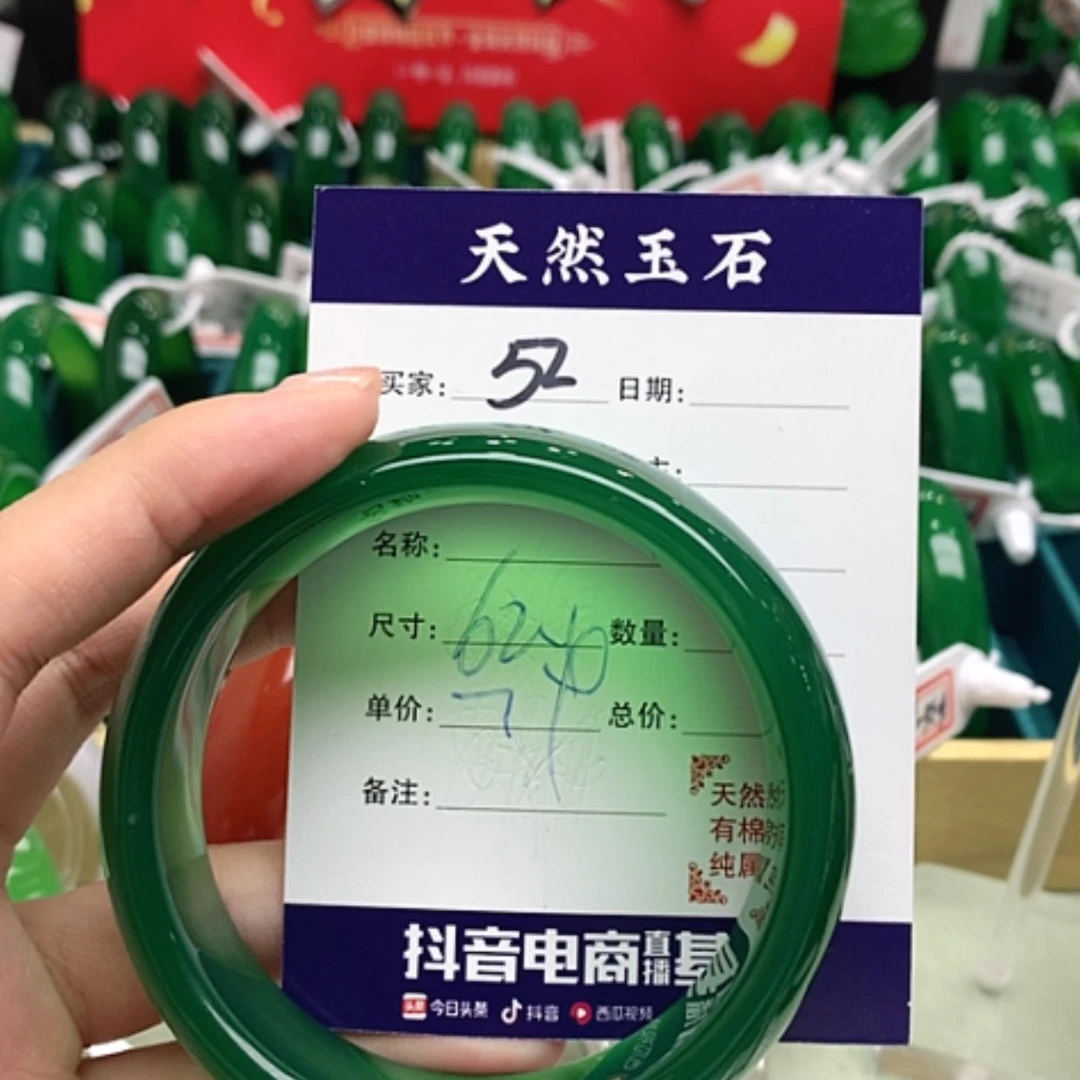 天然玉石
买家: 52 日期:
名称:
尺寸: 数量:
单价: 总价:
备注:
天然
有棉
纯属
抖音电商直播基
今日头条 抖音 西瓜视频